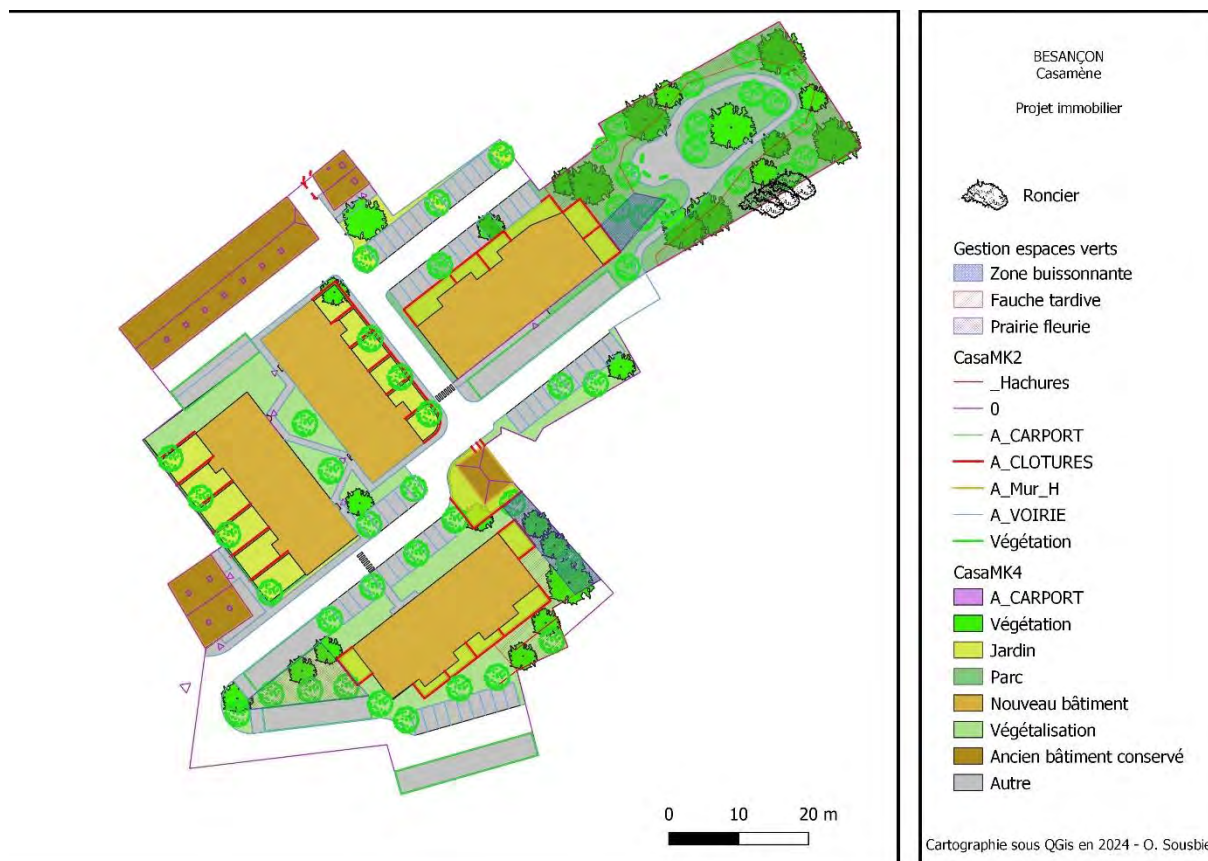 BESANÇON
Casamène
Projet immobilier
Roncier
Gestion espaces verts
Zone buissonnante
Fauche tardive
Prairie fleurie
CasaMK2
_Hachures
0
A_CARPORT
A_CLOTURES
A_Mur_H
A_VOIRIE
Végétation
CasaMK4
A_CARPORT
Végétation
Jardin
Parc
Nouveau bâtiment
Végétalisation
Ancien bâtiment conservé
Autre
0 10 20 m
Cartographie sous QGis en 2024 - O. Sousbie